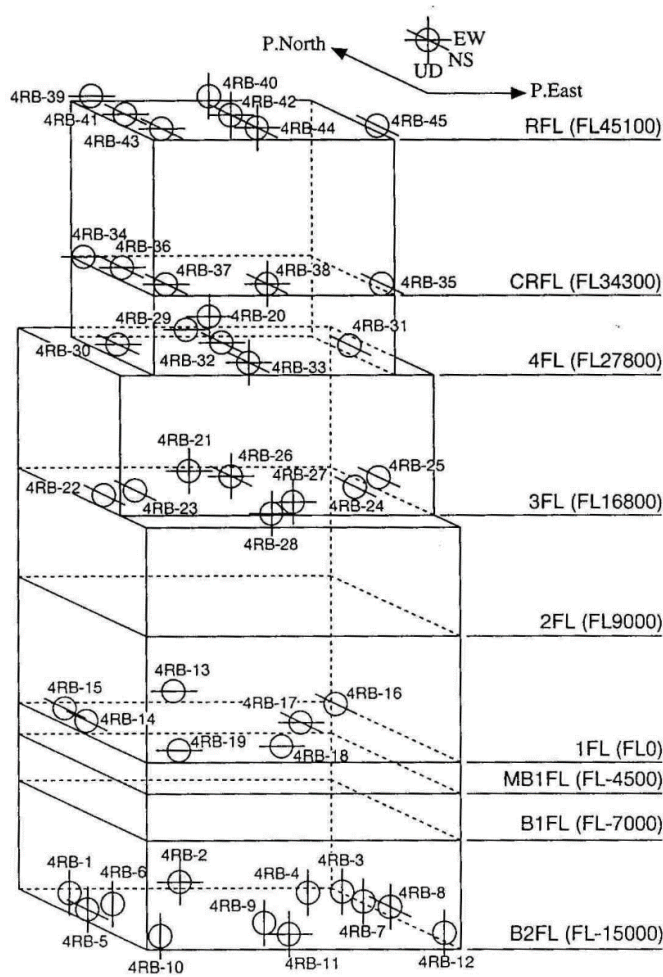 P.North
EW
NS
UD
P.East
4RB-39
4RB-40
4RB-42
4RB-41
4RB-44
4RB-45
4RB-43
RFL (FL45100)
4RB-34
4RB-36
4RB-37
4RB-38
4RB-35
CRFL (FL34300)
4RB-29
4RB-20
4RB-31
4RB-30
4RB-32
4RB-33
4FL (FL27800)
4RB-21
4RB-26
4RB-27
4RB-25
4RB-22
4RB-23
4RB-24
3FL (FL16800)
4RB-28
2FL (FL9000)
4RB-13
4RB-15
4RB-17
4RB-16
4RB-14
4RB-19
4RB-18
1FL (FL0)
MB1FL (FL-4500)
B1FL (FL-7000)
4RB-1
4RB-6
4RB-2
4RB-4
4RB-3
4RB-8
4RB-9
4RB-5
4RB-7
B2FL (FL-15000)
4RB-10
4RB-11
4RB-12